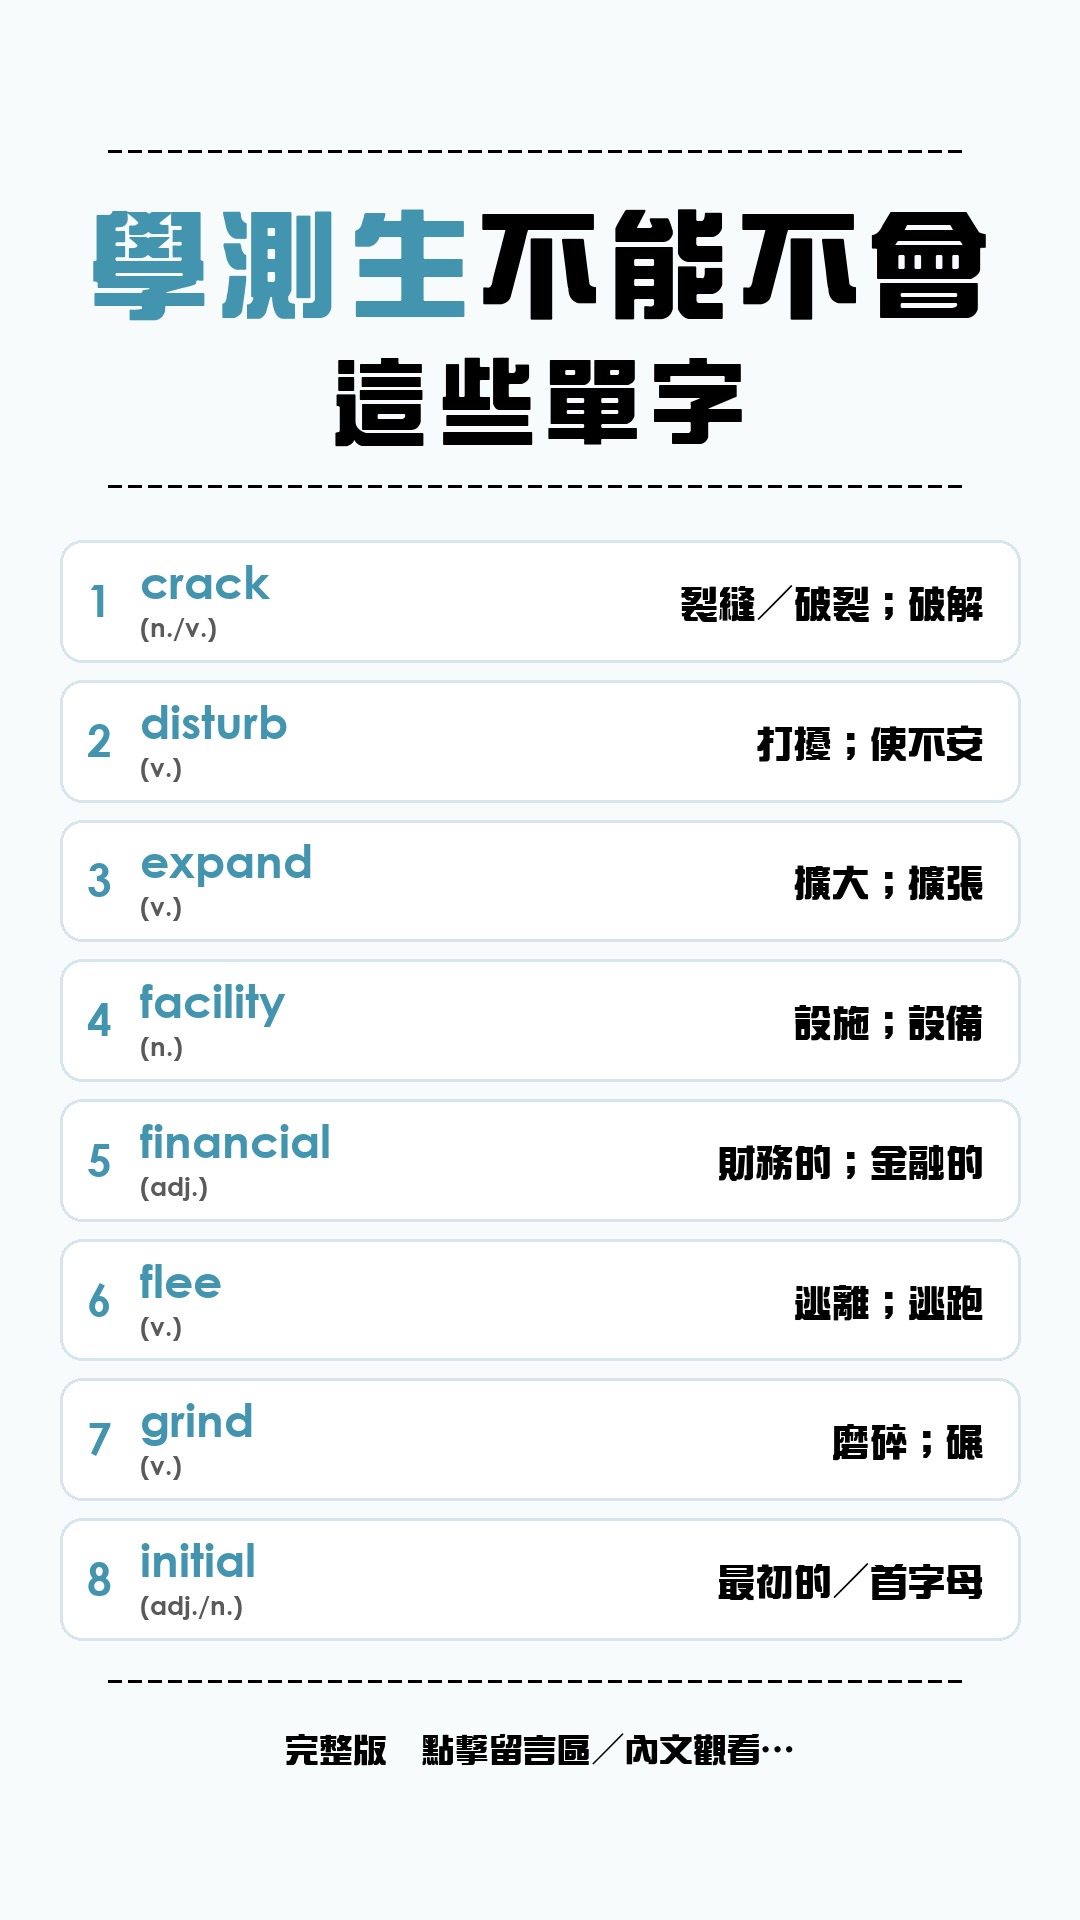 學測生不能不會
這些單字
1 crack 裂縫／破裂；破解
(n./v.)
2 disturb 打擾；使不安
(v.)
3 expand 擴大；擴張
(v.)
4 facility 設施；設備
(n.)
5 financial 財務的；金融的
(adj.)
6 flee 逃離；逃跑
(v.)
7 grind 磨碎；碾
(v.)
8 initial 最初的／首字母
(adj./n.)
完整版　點擊留言區／內文觀看…